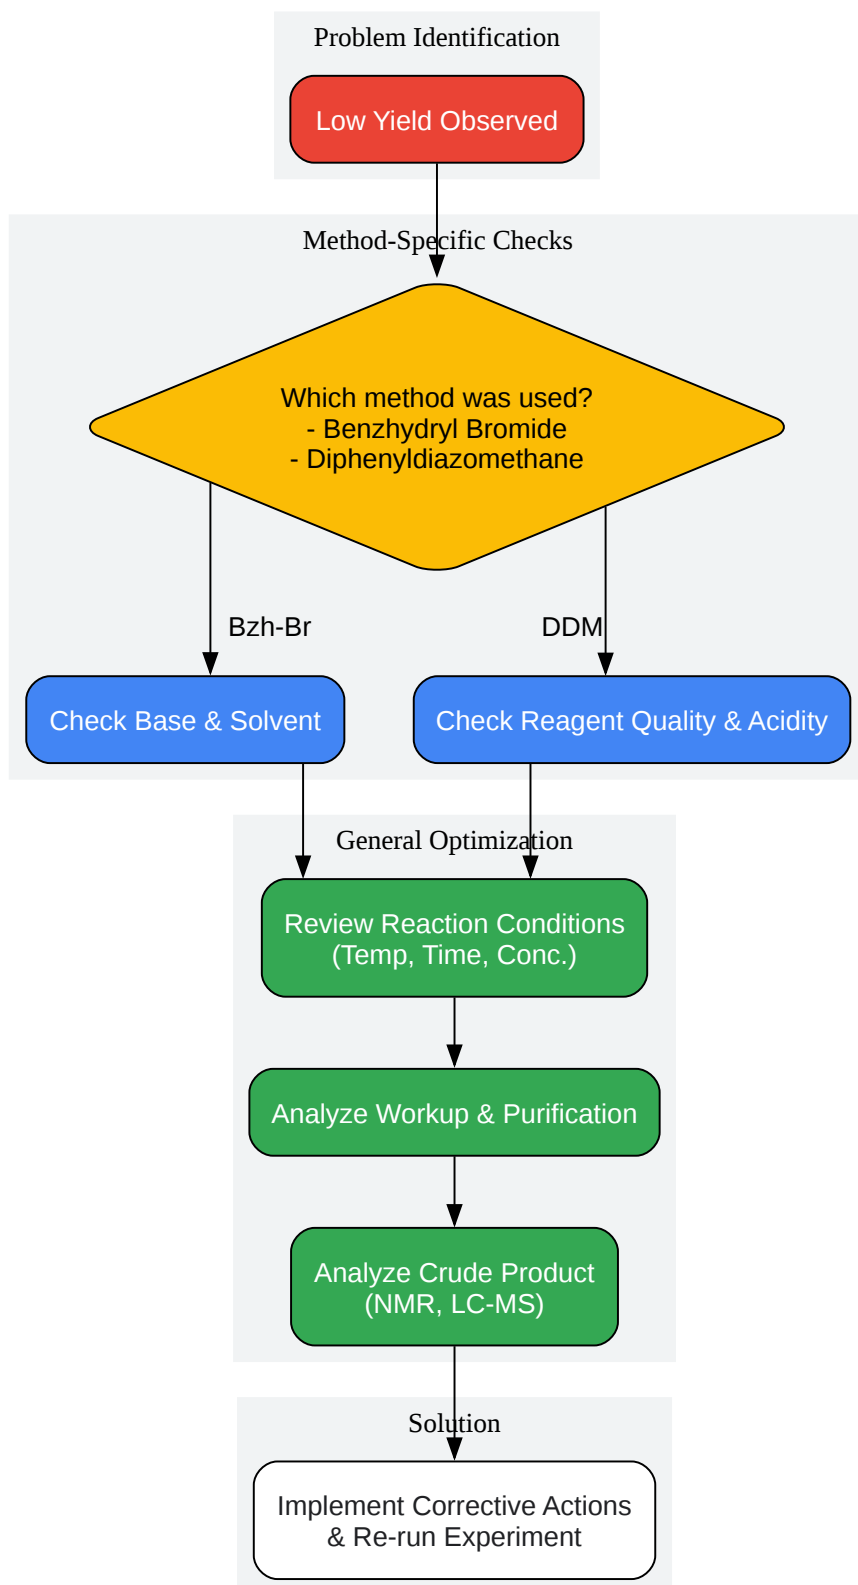 Problem Identification
Low Yield Observed
Method-Specific Checks
Which method was used?
- Benzhydryl Bromide
- Diphenyldiazomethane
Bzh-Br
DDM
Check Base & Solvent
Check Reagent Quality & Acidity
General Optimization
Review Reaction Conditions
(Temp, Time, Conc.)
Analyze Workup & Purification
Analyze Crude Product
(NMR, LC-MS)
Solution
Implement Corrective Actions
& Re-run Experiment